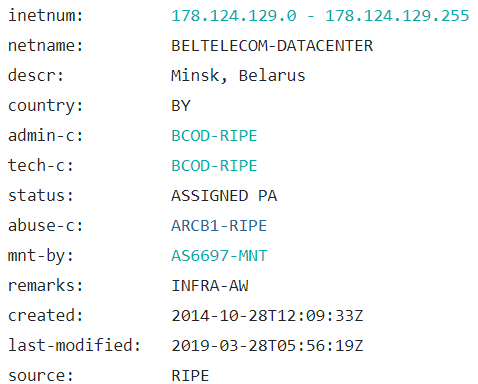 inetnum: 178.124.129.0 - 178.124.129.255
netname: BELTELECOM-DATACENTER
descr: Minsk, Belarus
country: BY
admin-c: BCOD-RIPE
tech-c: BCOD-RIPE
status: ASSIGNED PA
abuse-c: ARCB1-RIPE
mnt-by: AS6697-MNT
remarks: INFRA-AW
created: 2014-10-28T12:09:33Z
last-modified: 2019-03-28T05:56:19Z
source: RIPE